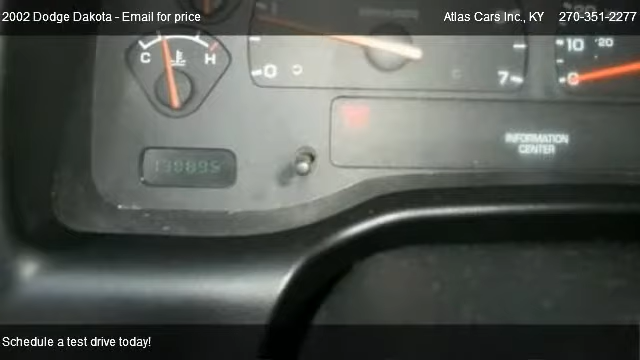 2002 Dodge Dakota - Email for price
Atlas Cars Inc., KY 270-351-2277
C H
0 7
10 20
0
INFORMATION
CENTER
Schedule a test drive today!